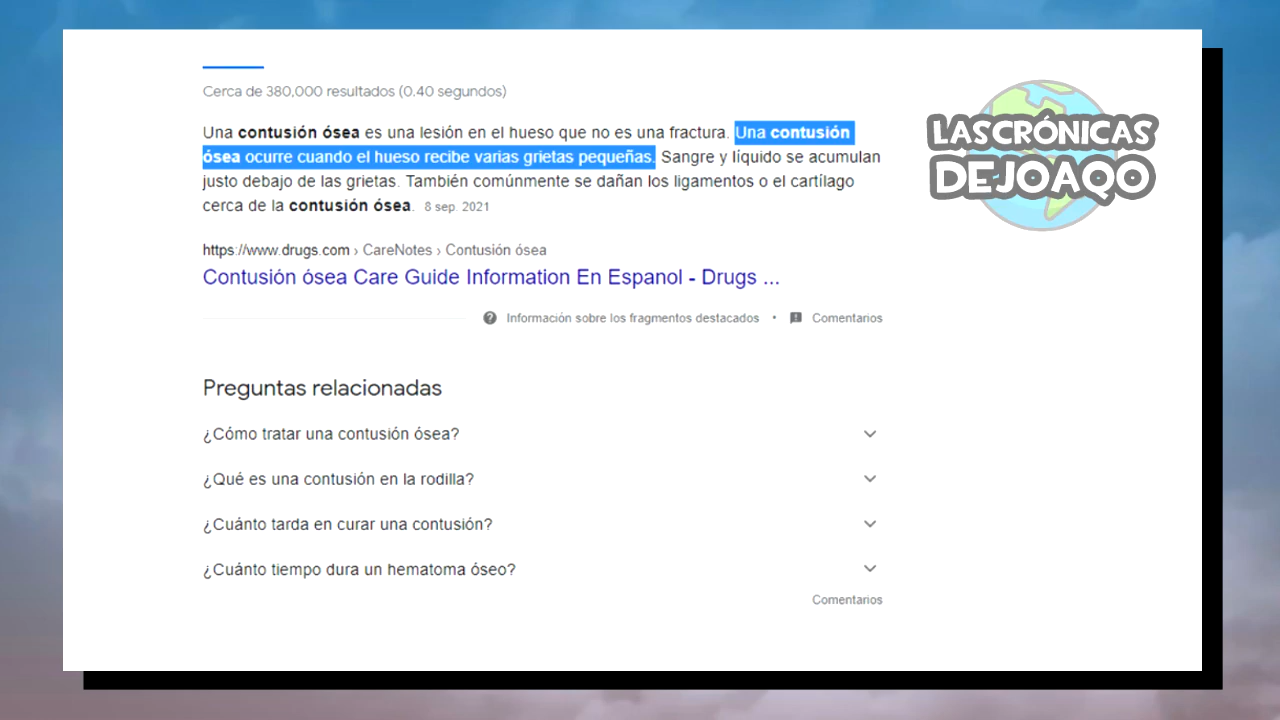 Cerca de 380,000 resultados (0.40 segundos)
Una contusión ósea es una lesión en el hueso que no es una fractura. Una contusión
ósea ocurre cuando el hueso recibe varias grietas pequeñas. Sangre y líquido se acumulan
justo debajo de las grietas. También comúnmente se dañan los ligamentos o el cartílago
cerca de la contusión ósea. 8 sep. 2021
https://www.drugs.com › CareNotes › Contusión ósea
Contusión ósea Care Guide Information En Espanol - Drugs ...
Información sobre los fragmentos destacados • Comentarios
Preguntas relacionadas
¿Cómo tratar una contusión ósea?
¿Qué es una contusión en la rodilla?
¿Cuánto tarda en curar una contusión?
¿Cuánto tiempo dura un hematoma óseo?
Comentarios
LAS CRÓNICAS
DE JOAQO